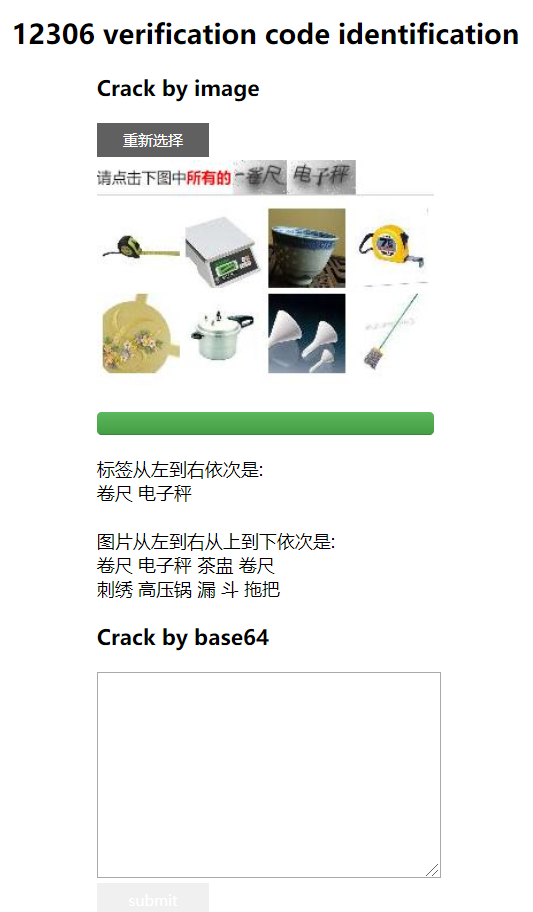 12306 verification code identification
Crack by image
重新选择
请点击下图中所有的 卷尺 电子秤
标签从左到右依次是:
卷尺 电子秤
图片从左到右从上到下依次是:
卷尺 电子秤 茶盅 卷尺
刺绣 高压锅 漏 斗 拖把
Crack by base64
submit